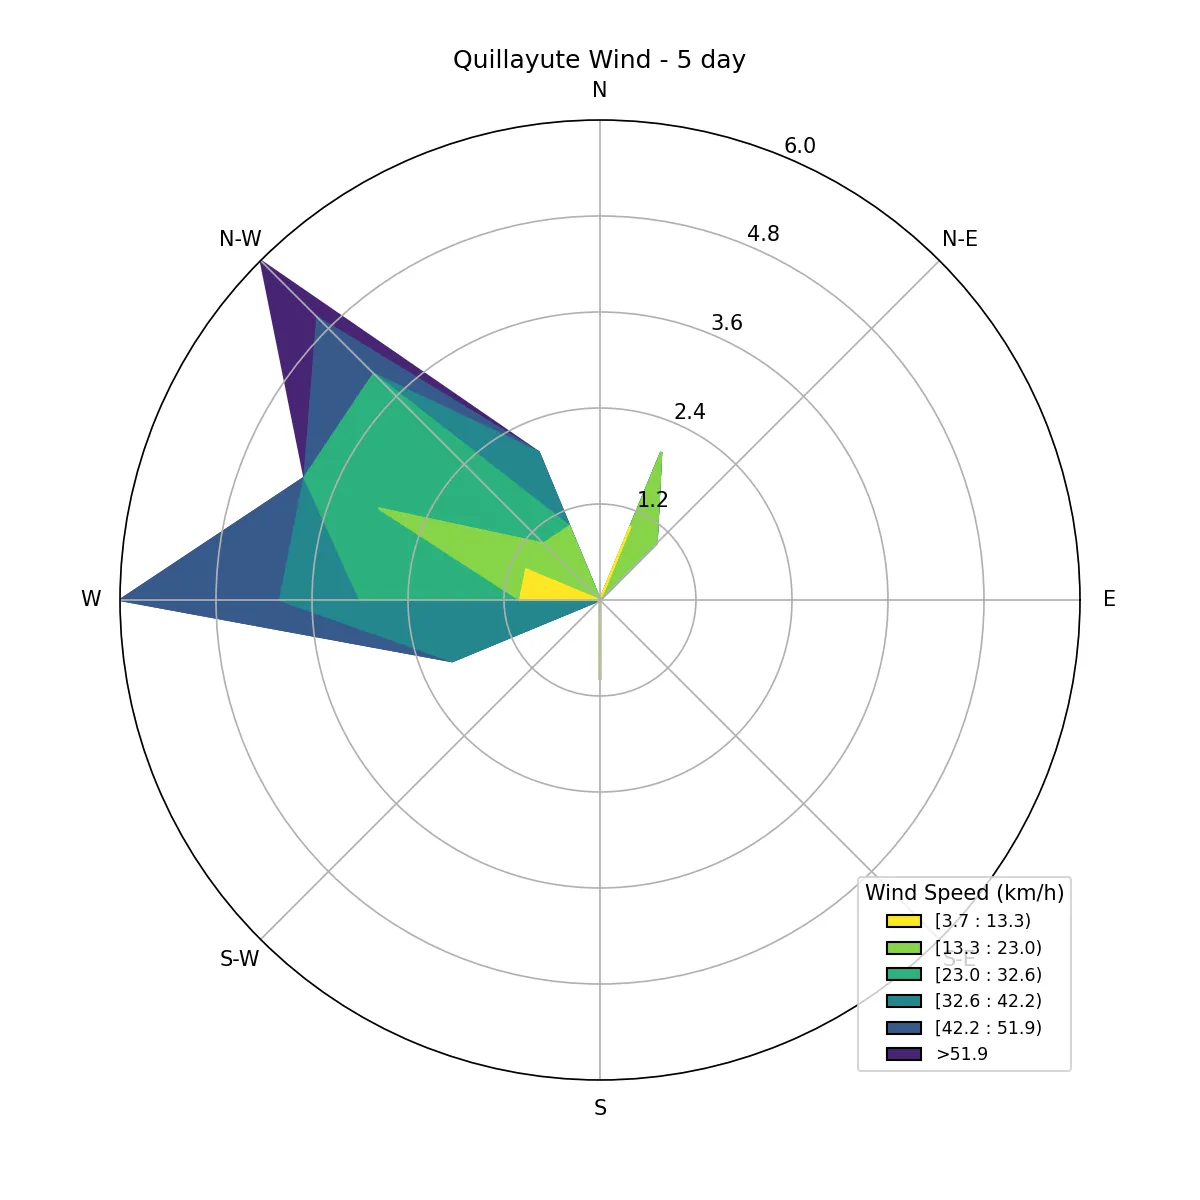 Quillayute Wind - 5 day
N
6.0
4.8
N-W
N-E
3.6
2.4
1.2
W
E
S-W
S-E
Wind Speed (km/h)
[3.7 : 13.3)
[13.3 : 23.0)
[23.0 : 32.6)
[32.6 : 42.2)
[42.2 : 51.9)
>51.9
S